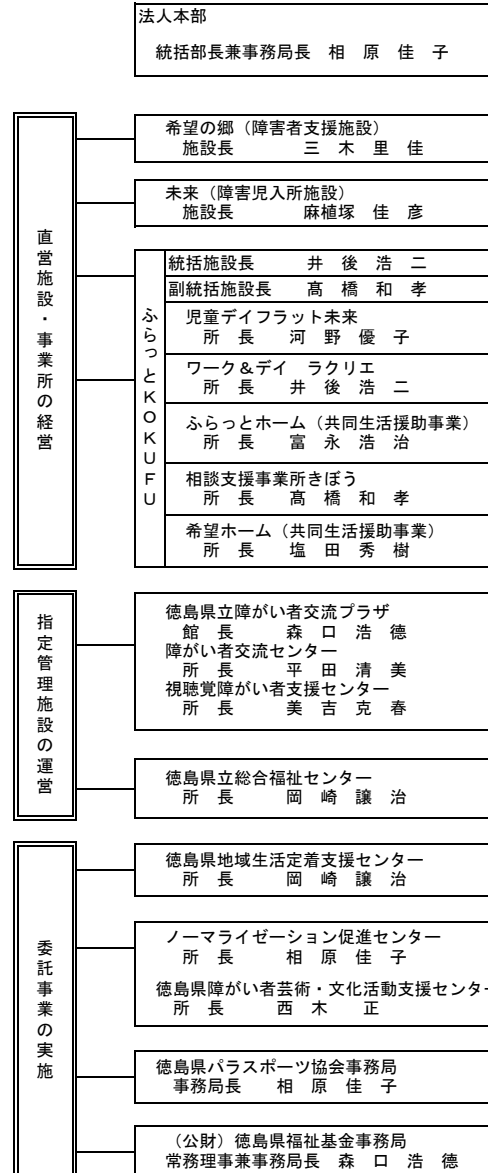 法人本部
統括部長兼事務局長 相 原 佳 子
直営施設・事業所の経営
希望の郷（障害者支援施設）
施設長 三 木 里 佳
未来（障害児入所施設）
施設長 麻植塚 佳 彦
ふらっとＫＯＫＵＦＵ
統括施設長 井 後 浩 二
副統括施設長 髙 橋 和 孝
児童デイフラット未来
所 長 河 野 優 子
ワーク＆デイ ラクリエ
所 長 井 後 浩 二
ふらっとホーム（共同生活援助事業）
所 長 富 永 浩 治
相談支援事業所きぼう
所 長 髙 橋 和 孝
希望ホーム（共同生活援助事業）
所 長 塩 田 秀 樹
指定管理施設の運営
徳島県立障がい者交流プラザ
館 長 森 口 浩 德
障がい者交流センター
所 長 平 田 清 美
視聴覚障がい者支援センター
所 長 美 吉 克 春
徳島県立総合福祉センター
所 長 岡 崎 譲 治
委託事業の実施
徳島県地域生活定着支援センター
所 長 岡 崎 譲 治
ノーマライゼーション促進センター
所 長 相 原 佳 子
徳島県障がい者芸術・文化活動支援センター
所 長 西 木 正
徳島県パラスポーツ協会事務局
事務局長 相 原 佳 子
（公財）徳島県福祉基金事務局
常務理事兼事務局長 森 口 浩 德